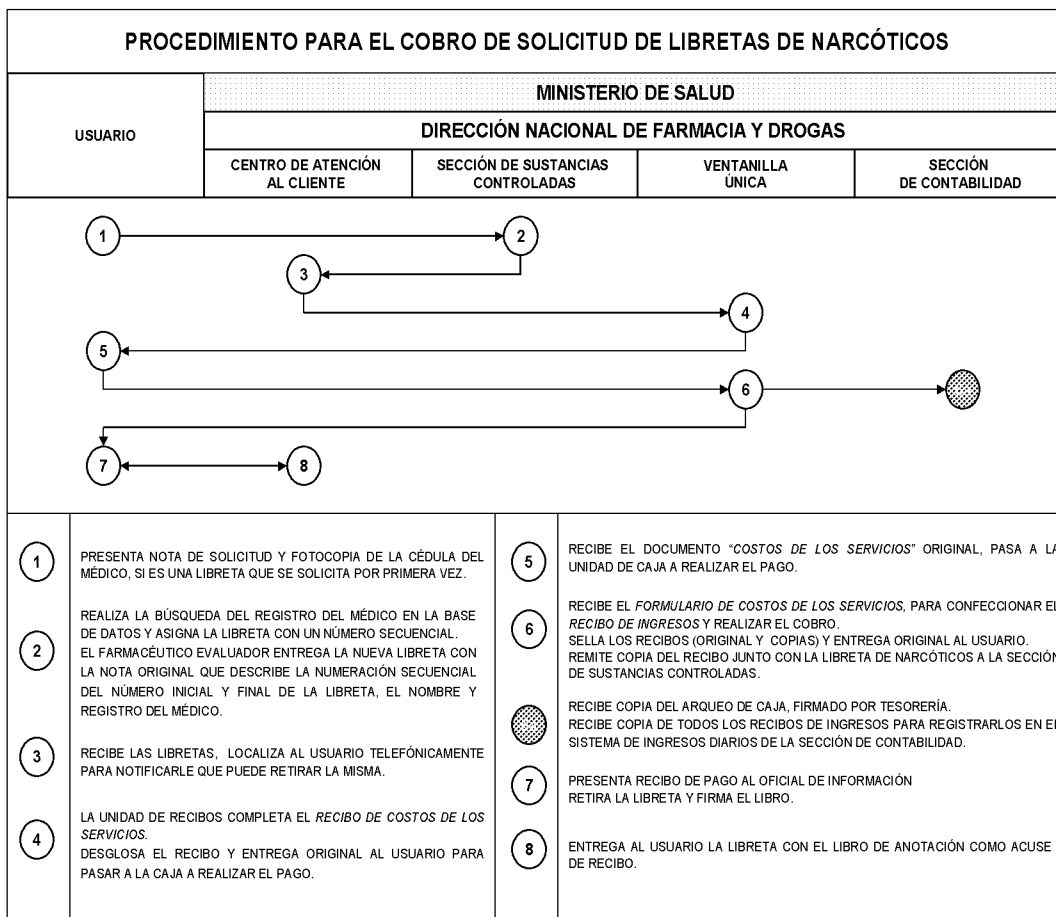 PROCEDIMIENTO PARA EL COBRO DE SOLICITUD DE LIBRETAS DE NARCÓTICOS
USUARIO
MINISTERIO DE SALUD
DIRECCIÓN NACIONAL DE FARMACIA Y DROGAS
CENTRO DE ATENCIÓN
AL CLIENTE
SECCIÓN DE SUSTANCIAS
CONTROLADAS
VENTANILLA
ÚNICA
SECCIÓN
DE CONTABILIDAD
1
2
3
4
5
6
7
8
1
PRESENTA NOTA DE SOLICITUD Y FOTOCOPIA DE LA CÉDULA DEL
MÉDICO, SI ES UNA LIBRETA QUE SE SOLICITA POR PRIMERA VEZ.
2
REALIZA LA BÚSQUEDA DEL REGISTRO DEL MÉDICO EN LA BASE
DE DATOS Y ASIGNA LA LIBRETA CON UN NÚMERO SECUENCIAL.
EL FARMACÉUTICO EVALUADOR ENTREGA LA NUEVA LIBRETA CON
LA NOTA ORIGINAL QUE DESCRIBE LA NUMERACIÓN SECUENCIAL
DEL NÚMERO INICIAL Y FINAL DE LA LIBRETA, EL NOMBRE Y
REGISTRO DEL MÉDICO.
3
RECIBE LAS LIBRETAS, LOCALIZA AL USUARIO TELEFÓNICAMENTE
PARA NOTIFICARLE QUE PUEDE RETIRAR LA MISMA.
4
LA UNIDAD DE RECIBOS COMPLETA EL RECIBO DE COSTOS DE LOS
SERVICIOS.
DESGLOSA EL RECIBO Y ENTREGA ORIGINAL AL USUARIO PARA
PASAR A LA CAJA A REALIZAR EL PAGO.
5
RECIBE EL DOCUMENTO “COSTOS DE LOS SERVICIOS” ORIGINAL, PASA A LA
UNIDAD DE CAJA A REALIZAR EL PAGO.
6
RECIBE EL FORMULARIO DE COSTOS DE LOS SERVICIOS, PARA CONFECCIONAR EL
RECIBO DE INGRESOS Y REALIZAR EL COBRO.
SELLA LOS RECIBOS (ORIGINAL Y COPIAS) Y ENTREGA ORIGINAL AL USUARIO.
REMITE COPIA DEL RECIBO JUNTO CON LA LIBRETA DE NARCÓTICOS A LA SECCIÓN
DE SUSTANCIAS CONTROLADAS.
RECIBE COPIA DEL ARQUEO DE CAJA, FIRMADO POR TESORERÍA.
RECIBE COPIA DE TODOS LOS RECIBOS DE INGRESOS PARA REGISTRARLOS EN EL
SISTEMA DE INGRESOS DIARIOS DE LA SECCIÓN DE CONTABILIDAD.
7
PRESENTA RECIBO DE PAGO AL OFICIAL DE INFORMACIÓN
RETIRA LA LIBRETA Y FIRMA EL LIBRO.
8
ENTREGA AL USUARIO LA LIBRETA CON EL LIBRO DE ANOTACIÓN COMO ACUSE
DE RECIBO.